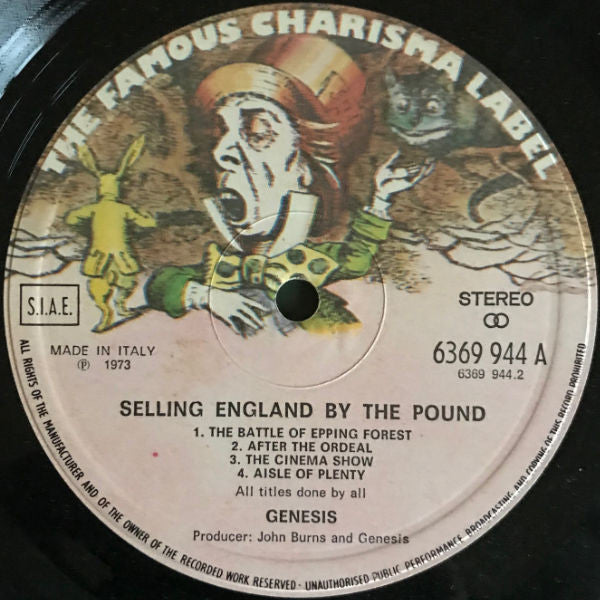 THE FAMOUS CHARISMA LABEL
S.I.A.E.
STEREO
MADE IN ITALY
Ⓟ 1973
6369 944 A
6369 944.2
SELLING ENGLAND BY THE POUND
1. THE BATTLE OF EPPING FOREST
2. AFTER THE ORDEAL
3. THE CINEMA SHOW
4. AISLE OF PLENTY
All titles done by all
GENESIS
Producer: John Burns and Genesis
ALL RIGHTS OF THE MANUFACTURER AND OF THE OWNER OF THE RECORDED WORK RESERVED - UNAUTHORISED PUBLIC PERFORMANCE, BROADCASTING AND COPYING OF THIS RECORD PROHIBITED